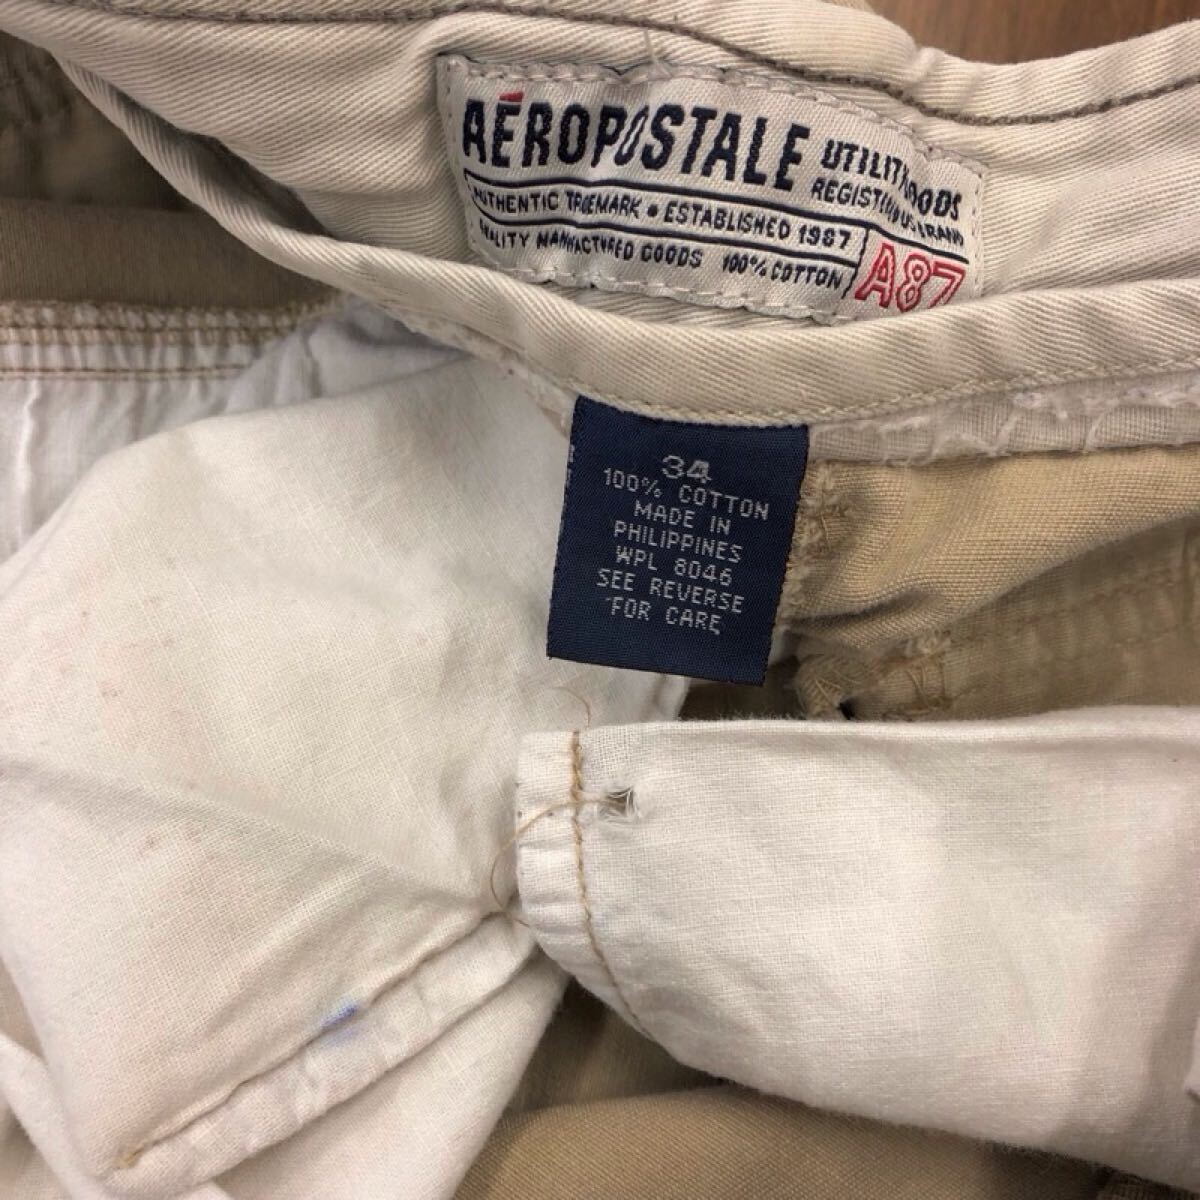 AÉROPOSTALE
UTILITY GOODS
REGISTERED US BRAND
AUTHENTIC TRADEMARK • ESTABLISHED 1987
QUALITY MANUFACTURED GOODS 100% COTTON
A87
34
100% COTTON
MADE IN
PHILIPPINES
WPL 8046
SEE REVERSE
FOR CARE